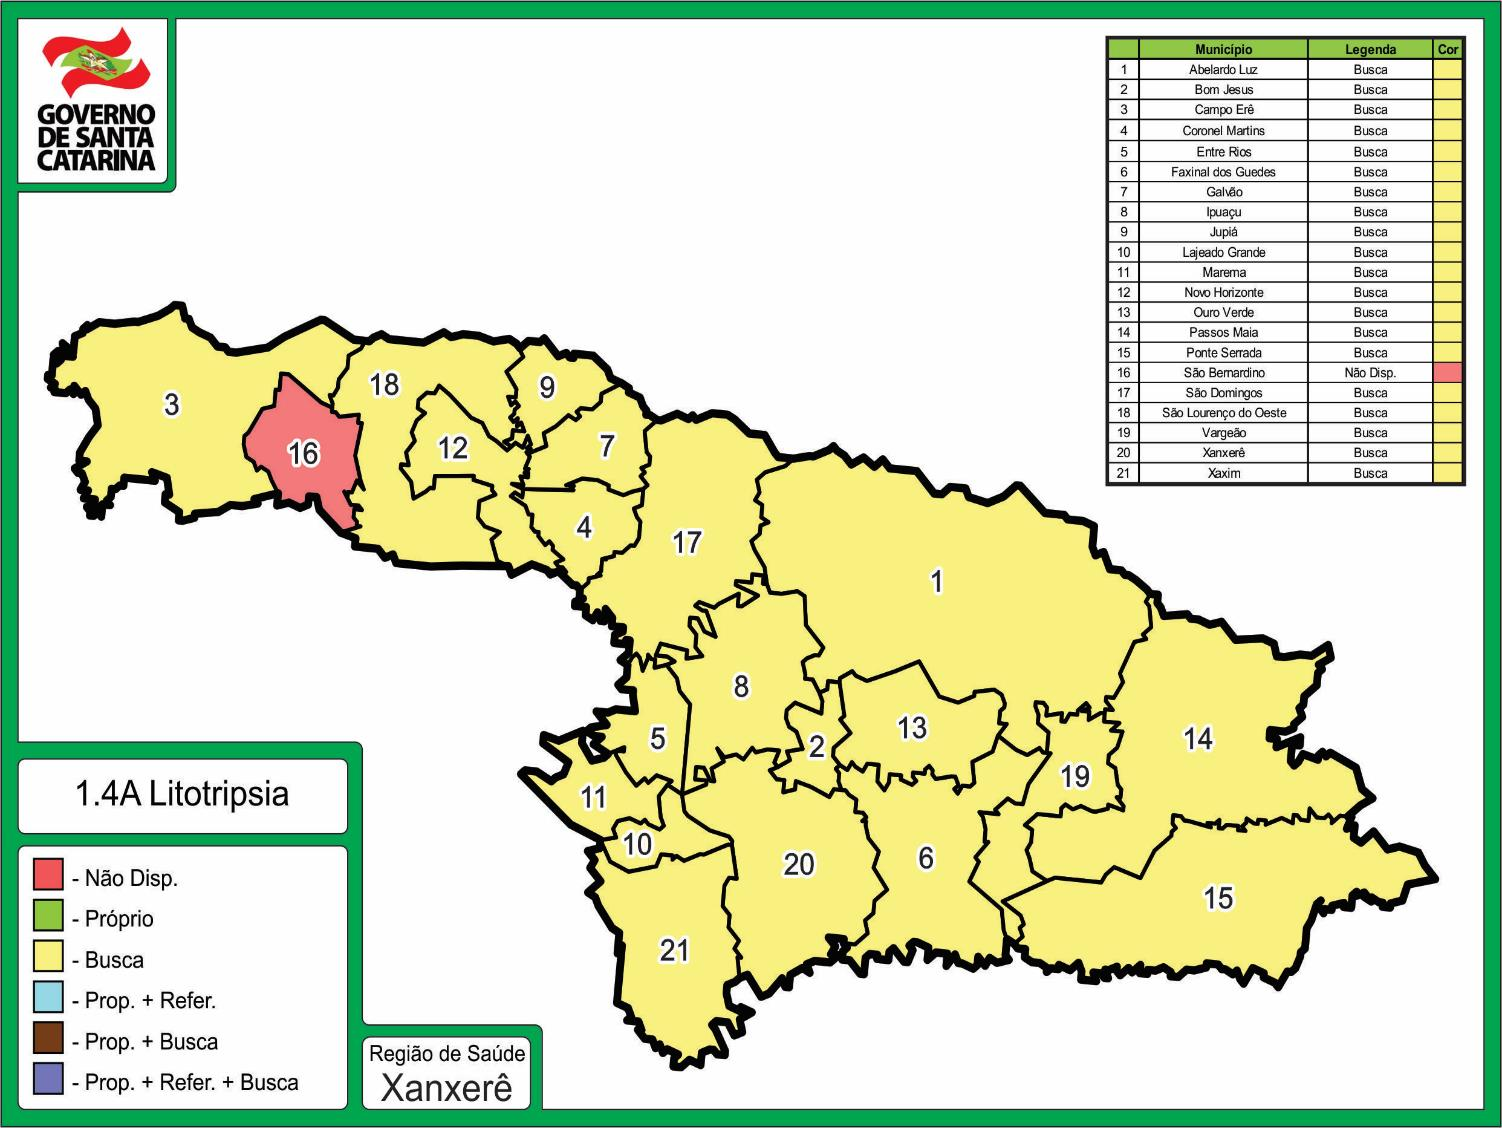 GOVERNO
DE SANTA
CATARINA
Município Legenda Cor
1 Abelardo Luz Busca
2 Bom Jesus Busca
3 Campo Erê Busca
4 Coronel Martins Busca
5 Entre Rios Busca
6 Faxinal dos Guedes Busca
7 Galvão Busca
8 Ipuaçu Busca
9 Jupiá Busca
10 Lajeado Grande Busca
11 Marema Busca
12 Novo Horizonte Busca
13 Ouro Verde Busca
14 Passos Maia Busca
15 Ponte Serrada Busca
16 São Bernardino Não Disp.
17 São Domingos Busca
18 São Lourenço do Oeste Busca
19 Vargeão Busca
20 Xanxerê Busca
21 Xaxim Busca
3
16
18
12
9
7
4
17
1
8
5
2
13
19
14
11
10
20
6
15
21
1.4A Litotripsia
- Não Disp.
- Próprio
- Busca
- Prop. + Refer.
- Prop. + Busca
- Prop. + Refer. + Busca
Região de Saúde
Xanxerê